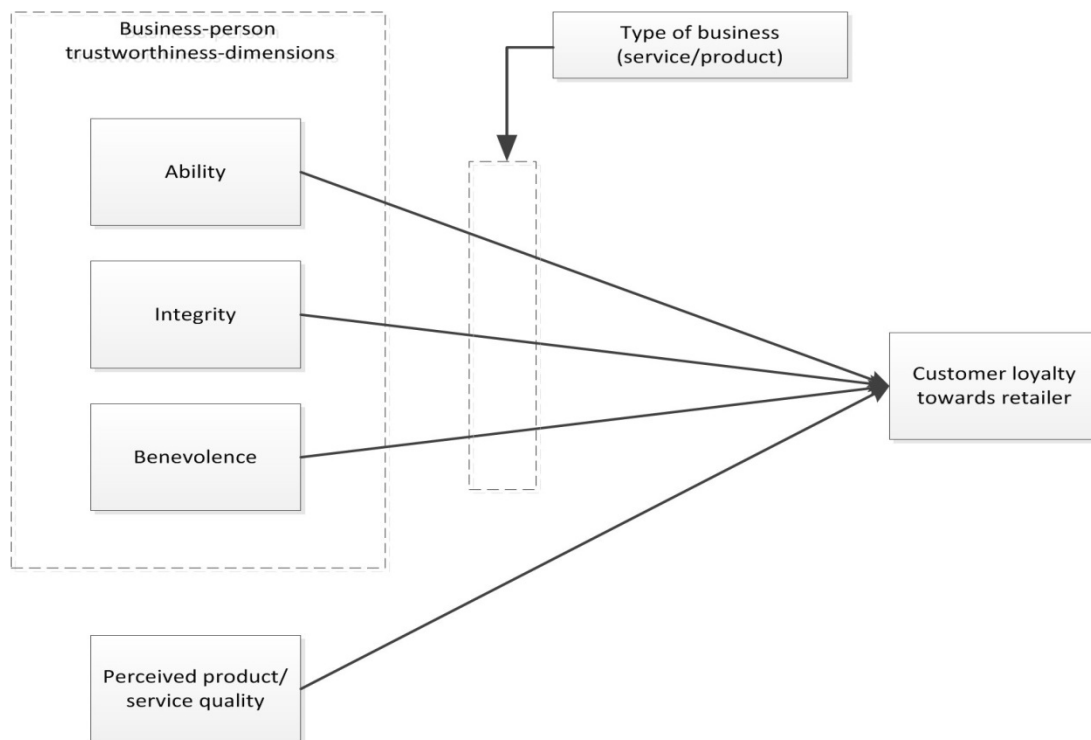 Business-person
trustworthiness-dimensions
Type of business
(service/product)
Ability
Integrity
Benevolence
Customer loyalty
towards retailer
Perceived product/
service quality